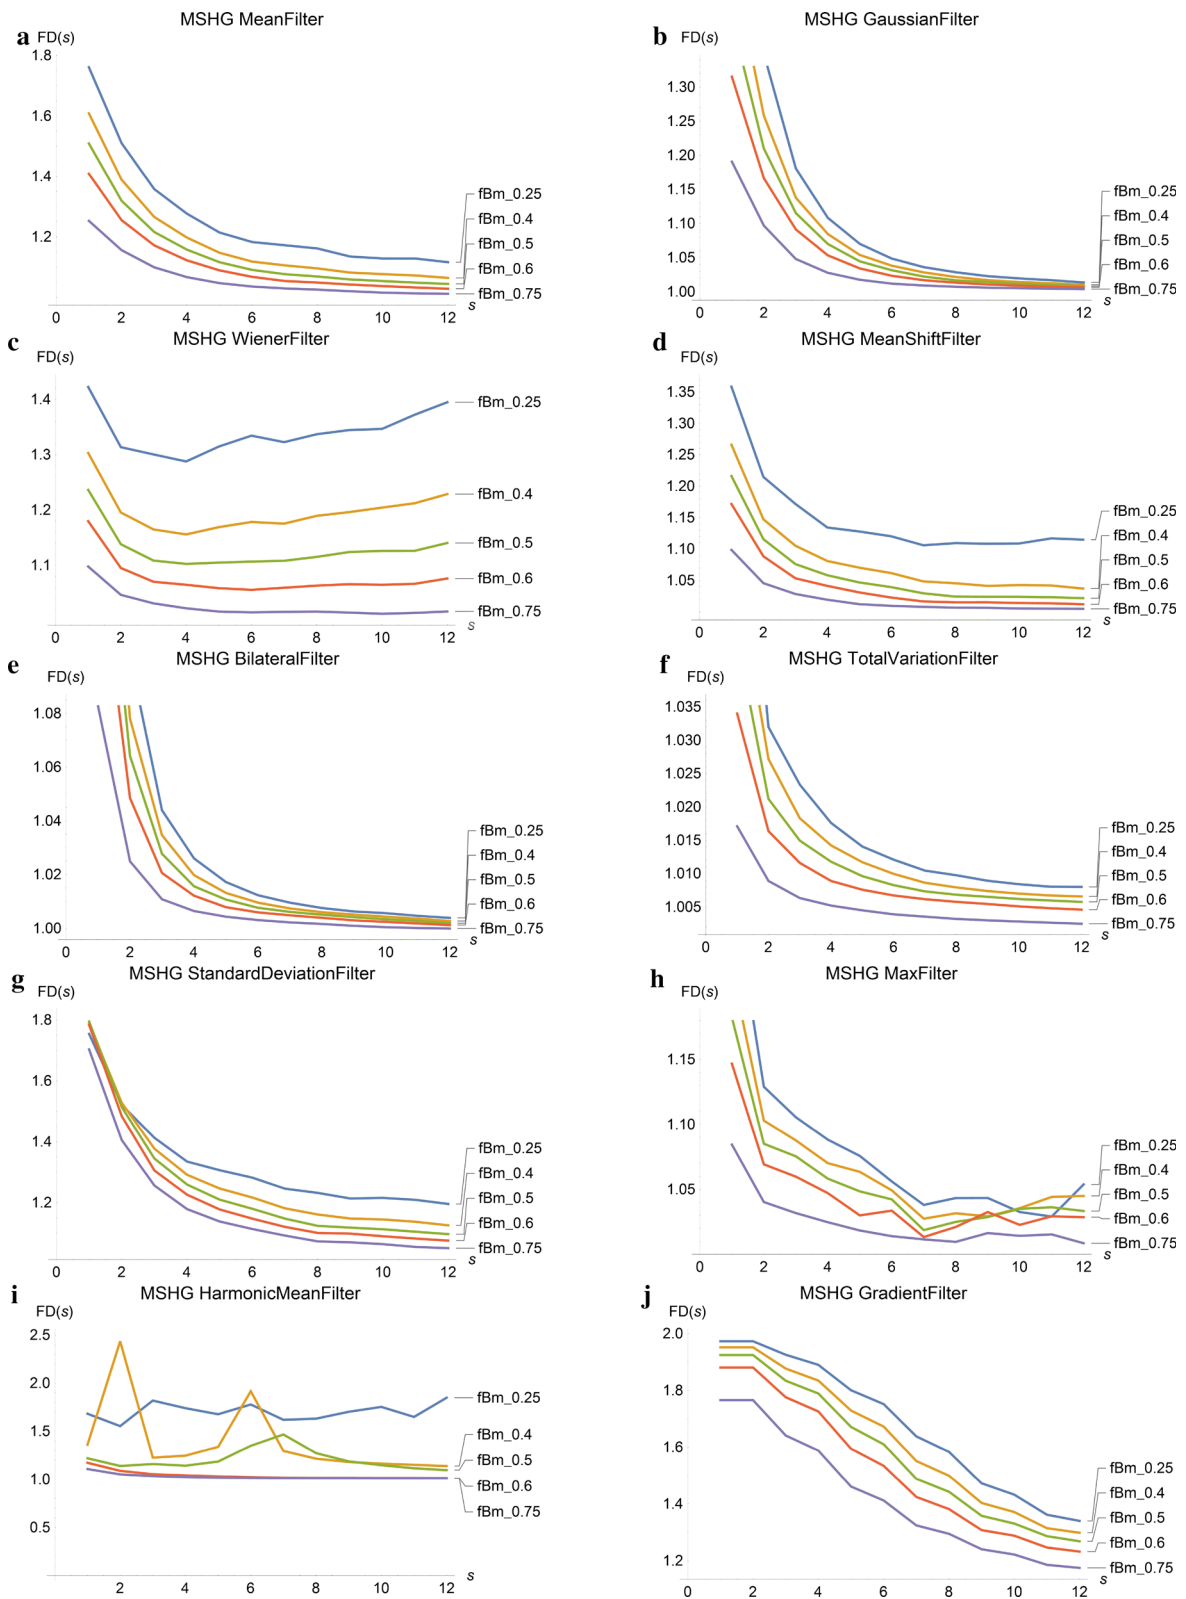 MSHG MeanFilter
a FD(s)
1.8
1.6
1.4
1.2
fBm_0.25
fBm_0.4
fBm_0.5
fBm_0.6
fBm_0.75
0 2 4 6 8 10 12 s
MSHG GaussianFilter
b FD(s)
1.30
1.25
1.20
1.15
1.10
1.05
1.00
fBm_0.25
fBm_0.4
fBm_0.5
fBm_0.6
fBm_0.75
0 2 4 6 8 10 12 s
MSHG WienerFilter
c FD(s)
1.4
1.3
1.2
1.1
fBm_0.25
fBm_0.4
fBm_0.5
fBm_0.6
fBm_0.75
0 2 4 6 8 10 12 s
MSHG MeanShiftFilter
d FD(s)
1.35
1.30
1.25
1.20
1.15
1.10
1.05
fBm_0.25
fBm_0.4
fBm_0.5
fBm_0.6
fBm_0.75
0 2 4 6 8 10 12 s
MSHG BilateralFilter
e FD(s)
1.08
1.06
1.04
1.02
1.00
fBm_0.25
fBm_0.4
fBm_0.5
fBm_0.6
fBm_0.75
0 2 4 6 8 10 12 s
MSHG TotalVariationFilter
f FD(s)
1.035
1.030
1.025
1.020
1.015
1.010
1.005
fBm_0.25
fBm_0.4
fBm_0.5
fBm_0.6
fBm_0.75
0 2 4 6 8 10 12 s
MSHG StandardDeviationFilter
g FD(s)
1.8
1.6
1.4
1.2
fBm_0.25
fBm_0.4
fBm_0.5
fBm_0.6
fBm_0.75
0 2 4 6 8 10 12 s
MSHG MaxFilter
h FD(s)
1.15
1.10
1.05
fBm_0.25
fBm_0.4
fBm_0.5
fBm_0.6
fBm_0.75
0 2 4 6 8 10 12 s
MSHG HarmonicMeanFilter
i FD(s)
2.5
2.0
1.5
1.0
0.5
fBm_0.25
fBm_0.4
fBm_0.5
fBm_0.6
fBm_0.75
0 2 4 6 8 10 12 s
MSHG GradientFilter
j FD(s)
2.0
1.8
1.6
1.4
1.2
fBm_0.25
fBm_0.4
fBm_0.5
fBm_0.6
fBm_0.75
0 2 4 6 8 10 12 s